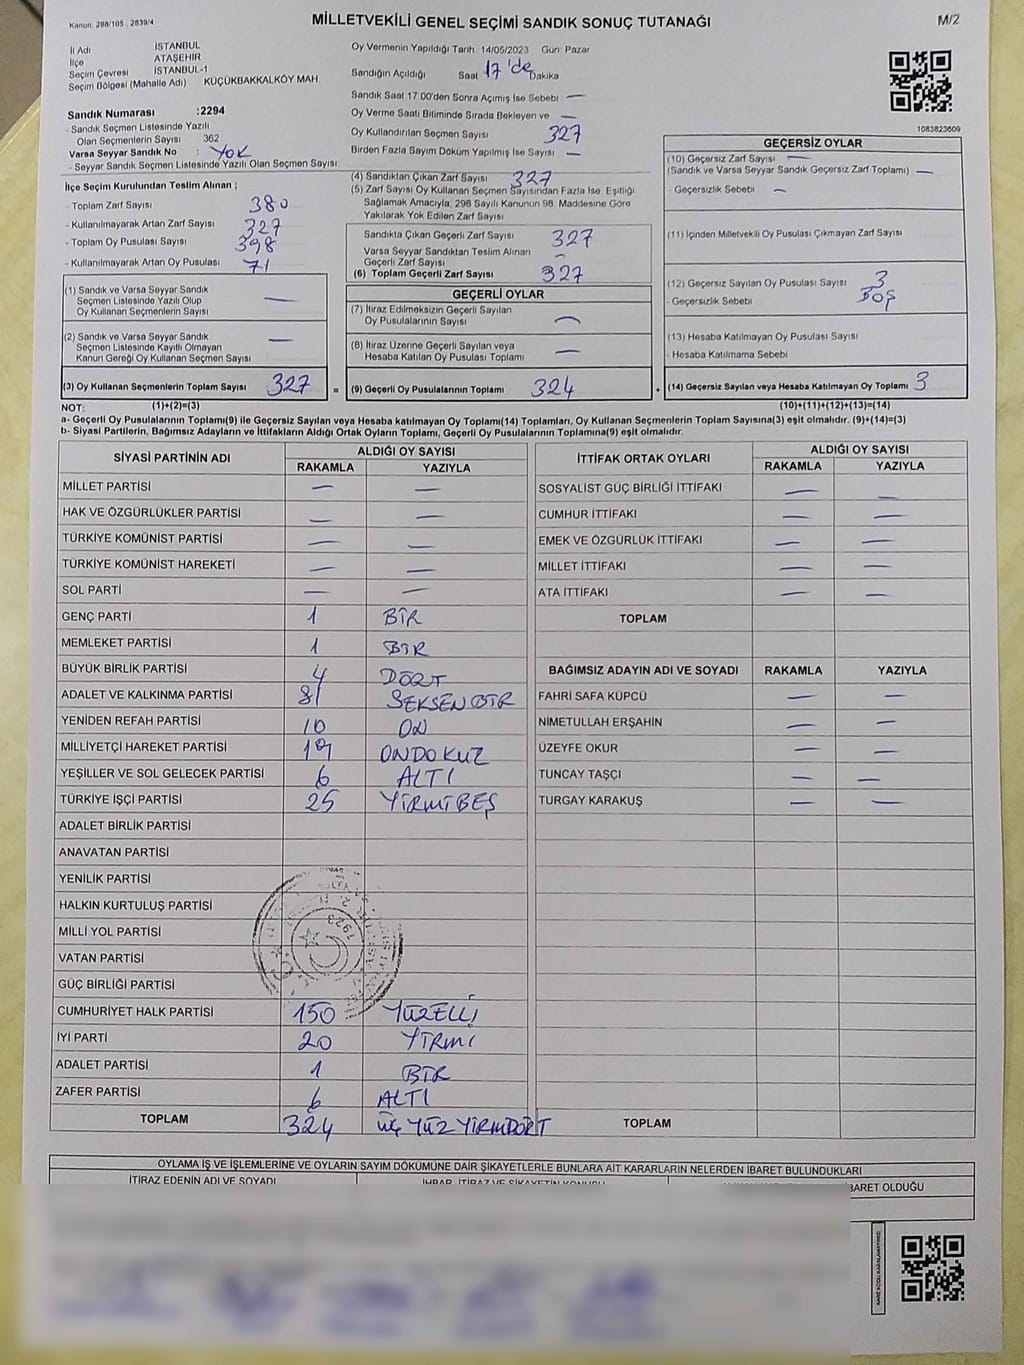 Kanun: 298/105, 2839/4
MİLLETVEKİLİ GENEL SEÇİMİ SANDIK SONUÇ TUTANAĞI
M/2
İl Adı İSTANBUL
İlçe ATAŞEHİR
Seçim Çevresi İSTANBUL-1
Seçim Bölgesi (Mahalle Adı) KÜÇÜKBAKKALKÖY MAH.
Sandık Numarası :2294
- Sandık Seçmen Listesinde Yazılı
Olan Seçmenlerin Sayısı 362
Varsa Seyyar Sandık No : YOK
- Seyyar Sandık Seçmen Listesinde Yazılı Olan Seçmen Sayısı:
İlçe Seçim Kurulundan Teslim Alınan ;
- Toplam Zarf Sayısı 380
- Kullanılmayarak Artan Zarf Sayısı 327
- Toplam Oy Pusulası Sayısı 398
- Kullanılmayarak Artan Oy Pusulası 71
(1) Sandık ve Varsa Seyyar Sandık
Seçmen Listesinde Yazılı Olup
Oy Kullanan Seçmenlerin Sayısı —
(2) Sandık ve Varsa Seyyar Sandık
Seçmen Listesinde Kayıtlı Olmayan
Kanun Gereği Oy Kullanan Seçmen Sayısı —
(3) Oy Kullanan Seçmenlerin Toplam Sayısı 327 =
Oy Vermenin Yapıldığı Tarih 14/05/2023 Gün: Pazar
Sandığın Açıldığı Saat 17'de Dakika
Sandık Saat 17.00'den Sonra Açımış İse Sebebi —
Oy Verme Saati Bitiminde Sırada Bekleyen ve —
Oy Kullandırılan Seçmen Sayısı 327
Birden Fazla Sayım Döküm Yapılmış İse Sayısı —
(4) Sandıktan Çıkan Zarf Sayısı 327
(5) Zarf Sayısı Oy Kullanan Seçmen Sayısından Fazla İse, Eşitliği
Sağlamak Amacıyla; 298 Sayılı Kanunun 98. Maddesine Göre
Yakılarak Yok Edilen Zarf Sayısı
Sandıkta Çıkan Geçerli Zarf Sayısı 327
Varsa Seyyar Sandıktan Teslim Alınan
Geçerli Zarf Sayısı —
(6) Toplam Geçerli Zarf Sayısı 327
GEÇERLİ OYLAR
(7) İtiraz Edilmeksizin Geçerli Sayılan
Oy Pusulalarının Sayısı —
(8) İtiraz Üzerine Geçerli Sayılan veya
Hesaba Katılan Oy Pusulası Toplamı —
(9) Geçerli Oy Pusulalarının Toplamı 324 +
1083823609
GEÇERSİZ OYLAR
(10) Geçersiz Zarf Sayısı —
(Sandık ve Varsa Seyyar Sandık Geçersiz Zarf Toplamı) —
- Geçersizlik Sebebi —
(11) İçinden Milletvekili Oy Pusulası Çıkmayan Zarf Sayısı
(12) Geçersiz Sayılan Oy Pusulası Sayısı 3
- Geçersizlik Sebebi BOŞ
(13) Hesaba Katılmayan Oy Pusulası Sayısı
- Hesaba Katılmama Sebebi
(14) Geçersiz Sayılan veya Hesaba Katılmayan Oy Toplamı 3
NOT: (1)+(2)=(3) (10)+(11)+(12)+(13)=(14)
a- Geçerli Oy Pusulalarının Toplamı(9) ile Geçersiz Sayılan veya Hesaba katılmayan Oy Toplamı(14) Toplamları, Oy Kullanan Seçmenlerin Toplam Sayısına(3) eşit olmalıdır. (9)+(14)=(3)
b- Siyasi Partilerin, Bağımsız Adayların ve İttifakların Aldığı Ortak Oyların Toplamı, Geçerli Oy Pusulalarının Toplamına(9) eşit olmalıdır.
SİYASİ PARTİNİN ADI ALDIĞI OY SAYISI
RAKAMLA YAZIYLA
MİLLET PARTİSİ — —
HAK VE ÖZGÜRLÜKLER PARTİSİ — —
TÜRKİYE KOMÜNİST PARTİSİ — —
TÜRKİYE KOMÜNİST HAREKETİ — —
SOL PARTİ — —
GENÇ PARTİ 1 BİR
MEMLEKET PARTİSİ 1 BİR
BÜYÜK BİRLİK PARTİSİ 4 DÖRT
ADALET VE KALKINMA PARTİSİ 81 SEKSENBİR
YENİDEN REFAH PARTİSİ 10 ON
MİLLİYETÇİ HAREKET PARTİSİ 19 ONDOKUZ
YEŞİLLER VE SOL GELECEK PARTİSİ 6 ALTI
TÜRKİYE İŞÇİ PARTİSİ 25 YİRMİBEŞ
ADALET BİRLİK PARTİSİ
ANAVATAN PARTİSİ
YENİLİK PARTİSİ
HALKIN KURTULUŞ PARTİSİ
MİLLİ YOL PARTİSİ
VATAN PARTİSİ
GÜÇ BİRLİĞİ PARTİSİ
1923
CUMHURİYET HALK PARTİSİ 150 YÜZELLİ
İYİ PARTİ 20 YİRMİ
ADALET PARTİSİ 1 BİR
ZAFER PARTİSİ 6 ALTI
TOPLAM 324 ÜÇYÜZYİRMİDÖRT
İTTİFAK ORTAK OYLARI ALDIĞI OY SAYISI
RAKAMLA YAZIYLA
SOSYALİST GÜÇ BİRLİĞİ İTTİFAKI — —
CUMHUR İTTİFAKI — —
EMEK VE ÖZGÜRLÜK İTTİFAKI — —
MİLLET İTTİFAKI — —
ATA İTTİFAKI — —
TOPLAM
BAĞIMSIZ ADAYIN ADI VE SOYADI RAKAMLA YAZIYLA
FAHRİ SAFA KÜPCÜ — —
NİMETULLAH ERŞAHİN — —
ÜZEYFE OKUR — —
TUNCAY TAŞÇI — —
TURGAY KARAKUŞ — —
TOPLAM
OYLAMA İŞ VE İŞLEMLERİNE VE OYLARIN SAYIM DÖKÜMÜNE DAİR ŞİKAYETLERLE BUNLARA AİT KARARLARIN NELERDEN İBARET BULUNDUKLARI
İTİRAZ EDENİN ADI VE SOYADI İHBAR, İTİRAZ VE ŞİKAYETİN KONUSU İBARET OLDUĞU
KARE KODU KARALAMAYINIZ